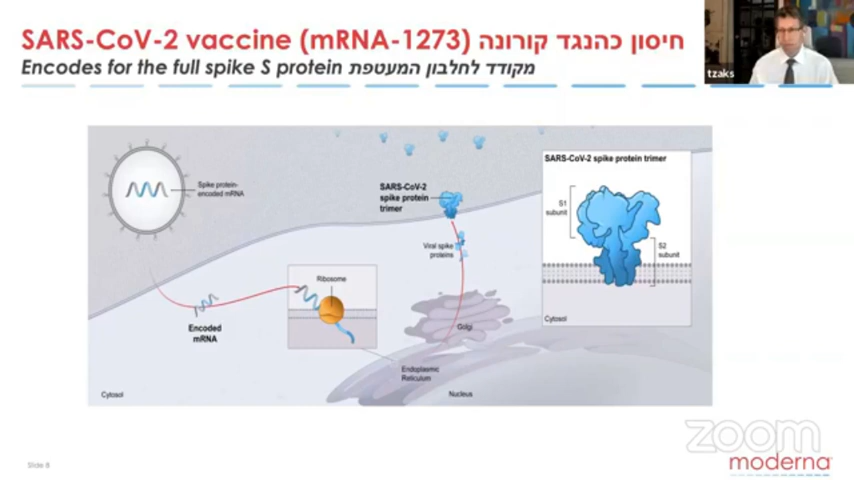 SARS-CoV-2 vaccine (mRNA-1273) חיסון כהנגד קורונה
Encodes for the full spike S protein מקודד לחלבון המעטפת
tzaks
Spike protein-
encoded mRNA
Encoded
mRNA
Cytosol
Ribosome
SARS-CoV-2
spike protein
trimer
Viral spike
proteins
Golgi
Endoplasmic
Reticulum
Nucleus
SARS-CoV-2 spike protein trimer
S1
subunit
S2
subunit
Cytosol
Slide 8
zoom
moderna